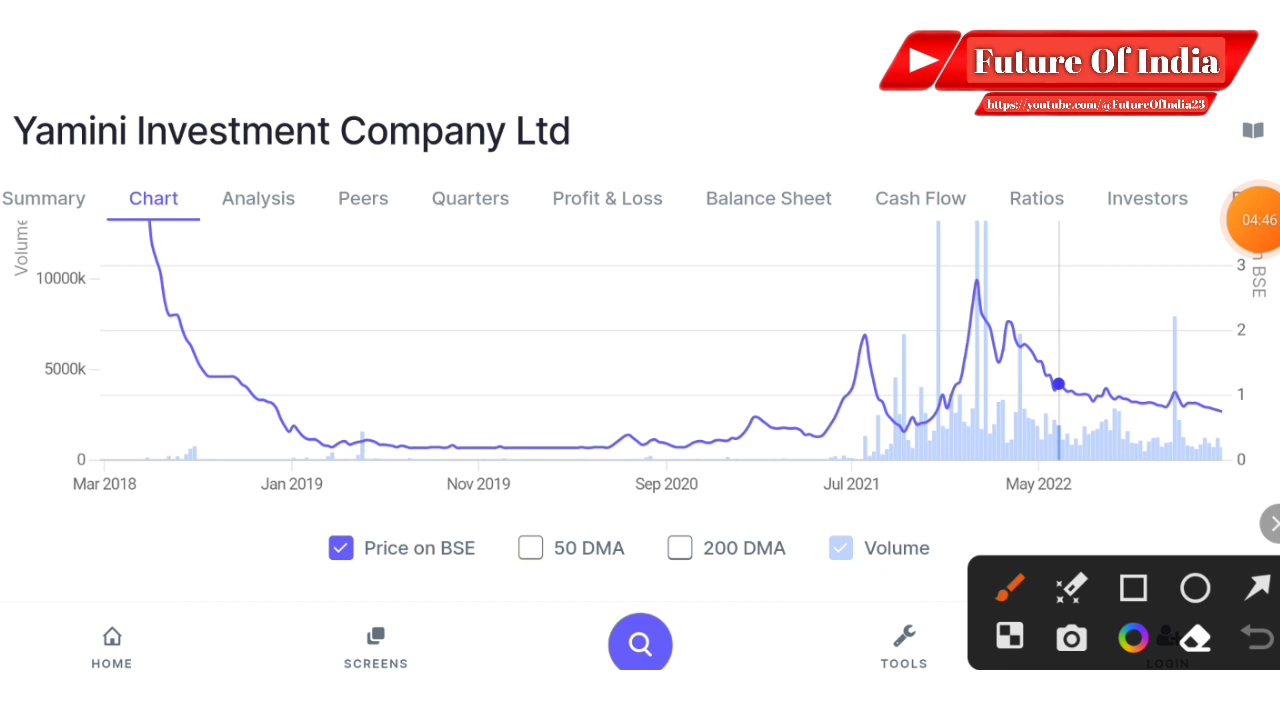 Future Of India
https://youtube.com/@FutureOfIndia23
Yamini Investment Company Ltd
Summary Chart Analysis Peers Quarters Profit & Loss Balance Sheet Cash Flow Ratios Investors
04:46
Volume
10000k
5000k
0
3
2
1
0
BSE
Mar 2018 Jan 2019 Nov 2019 Sep 2020 Jul 2021 May 2022
Price on BSE 50 DMA 200 DMA Volume
HOME SCREENS TOOLS LOGIN